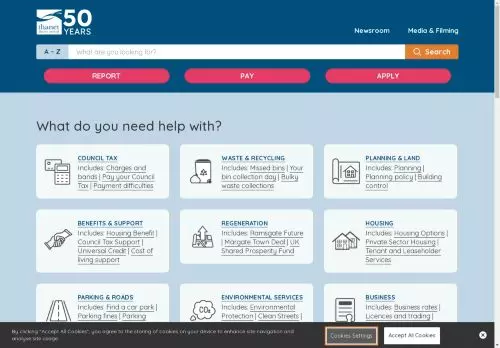 thanet
50
YEARS
Newsroom
Media & Filming
A - Z
What are you looking for?
Search
REPORT
PAY
APPLY
What do you need help with?
COUNCIL TAX
Includes: Charges and
bands | Pay your Council
Tax | Payment difficulties
WASTE & RECYCLING
Includes: Missed bins | Your
bin collection day | Bulky
waste collections
PLANNING & LAND
Includes: Planning |
Planning policy | Building
control
BENEFITS & SUPPORT
Includes: Housing Benefit |
Council Tax Support |
Universal Credit | Cost of
living support
REGENERATION
Includes: Ramsgate Future |
Margate Town Deal | UK
Shared Prosperity Fund
HOUSING
Includes: Housing Options |
Private Sector Housing |
Tenant and Leaseholder
Services
PARKING & ROADS
Includes: Find a car park |
Parking fines | Parking
ENVIRONMENTAL SERVICES
Includes: Environmental
Protection | Clean Streets |
CO₂
BUSINESS
Includes: Business rates |
Licences and trading |
By clicking "Accept All Cookies", you agree to the storing of cookies on your device to enhance site navigation and
analyse site usage.
Cookies Settings
Accept All Cookies